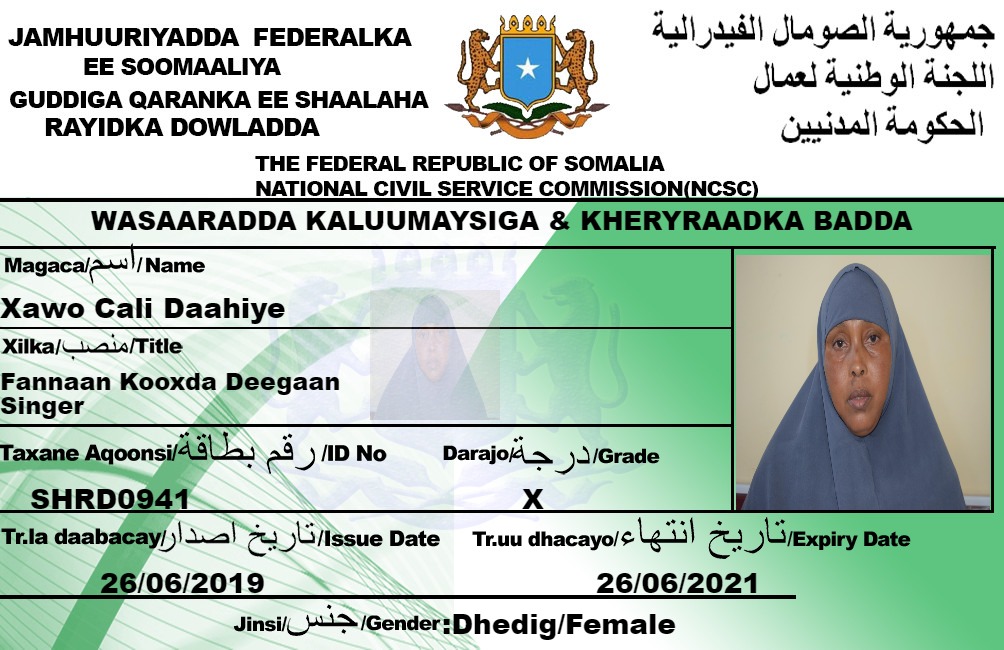 JAMHUURIYADDA FEDERALKA
EE SOOMAALIYA
GUDDIGA QARANKA EE SHAALAHA
RAYIDKA DOWLADDA
جمهورية الصومال الفيدرالية
اللجنة الوطنية لعمال
الحكومة المدنيين
THE FEDERAL REPUBLIC OF SOMALIA
NATIONAL CIVIL SERVICE COMMISSION(NCSC)
WASAARADDA KALUUMAYSIGA & KHERYRAADKA BADDA
Magaca/اسم/Name
Xawo Cali Daahiye
Xilka/منصب/Title
Fannaan Kooxda Deegaan
Singer
Taxane Aqoonsi/رقم بطاقة/ID No
Darajo/درجة/Grade
SHRD0941
X
Tr.la daabacay/تاريخ اصدار/Issue Date
Tr.uu dhacayo/تاريخ انتهاء/Expiry Date
26/06/2019
26/06/2021
Jinsi/جنس/Gender:Dhedig/Female